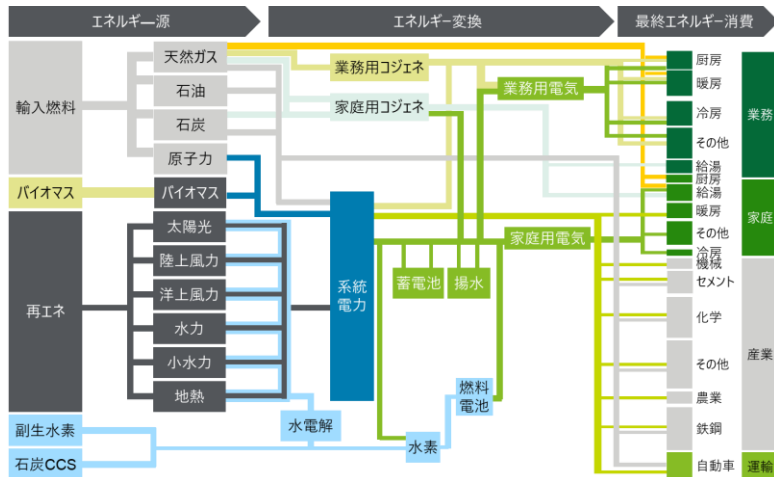 エネルギー源
エネルギー変換
最終エネルギー消費
輸入燃料
天然ガス
石油
石炭
原子力
バイオマス
バイオマス
再エネ
太陽光
陸上風力
洋上風力
水力
小水力
地熱
副生水素
石炭CCS
業務用コジェネ
家庭用コジェネ
業務用電気
系統
電力
家庭用電気
蓄電池
揚水
水電解
水素
燃料
電池
厨房
暖房
冷房
その他
給湯
業務
厨房
給湯
暖房
その他
冷房
家庭
機械
セメント
化学
その他
農業
鉄鋼
産業
自動車
運輸